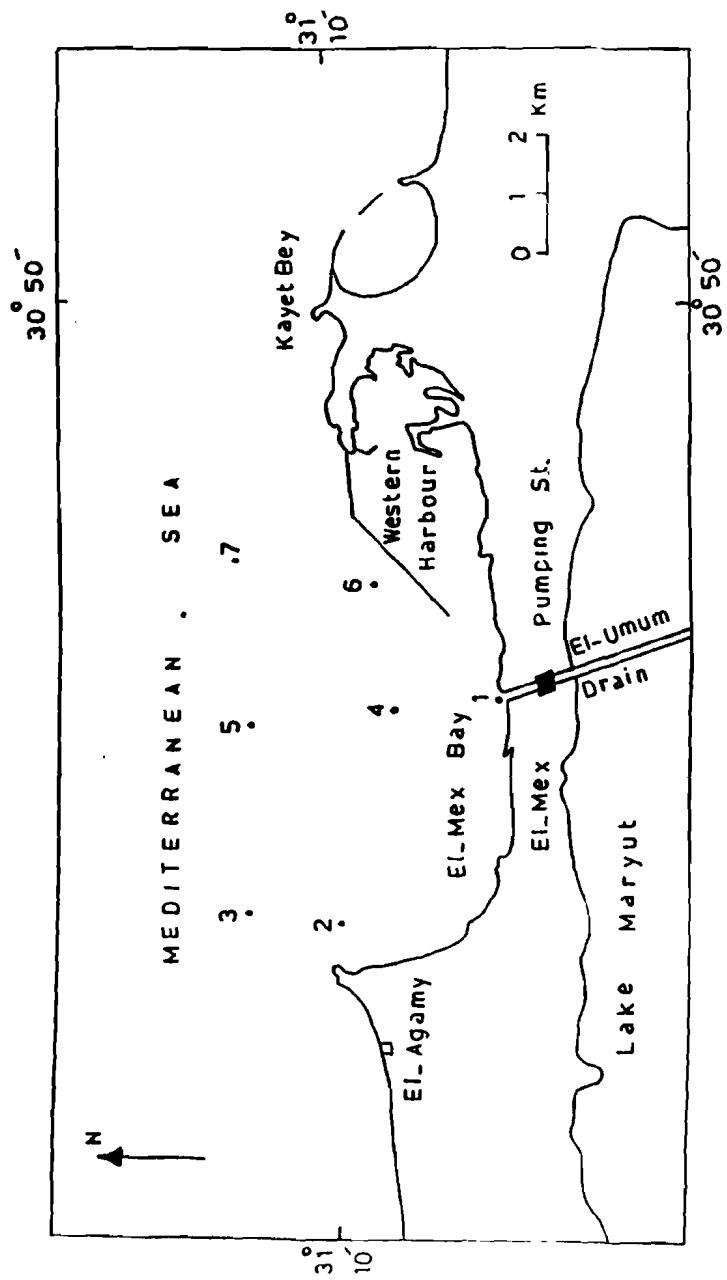 30° 50'
31°
10'
31°
10'
N
MEDITERRANEAN SEA
3
5
7
2
4
6
1
Kayet Bey
Western
Harbour
El-Mex Bay
El-Agamy
El-Mex
Pumping St.
0 1 2 Km
El-Umum
Drain
Lake Maryut
30° 50'